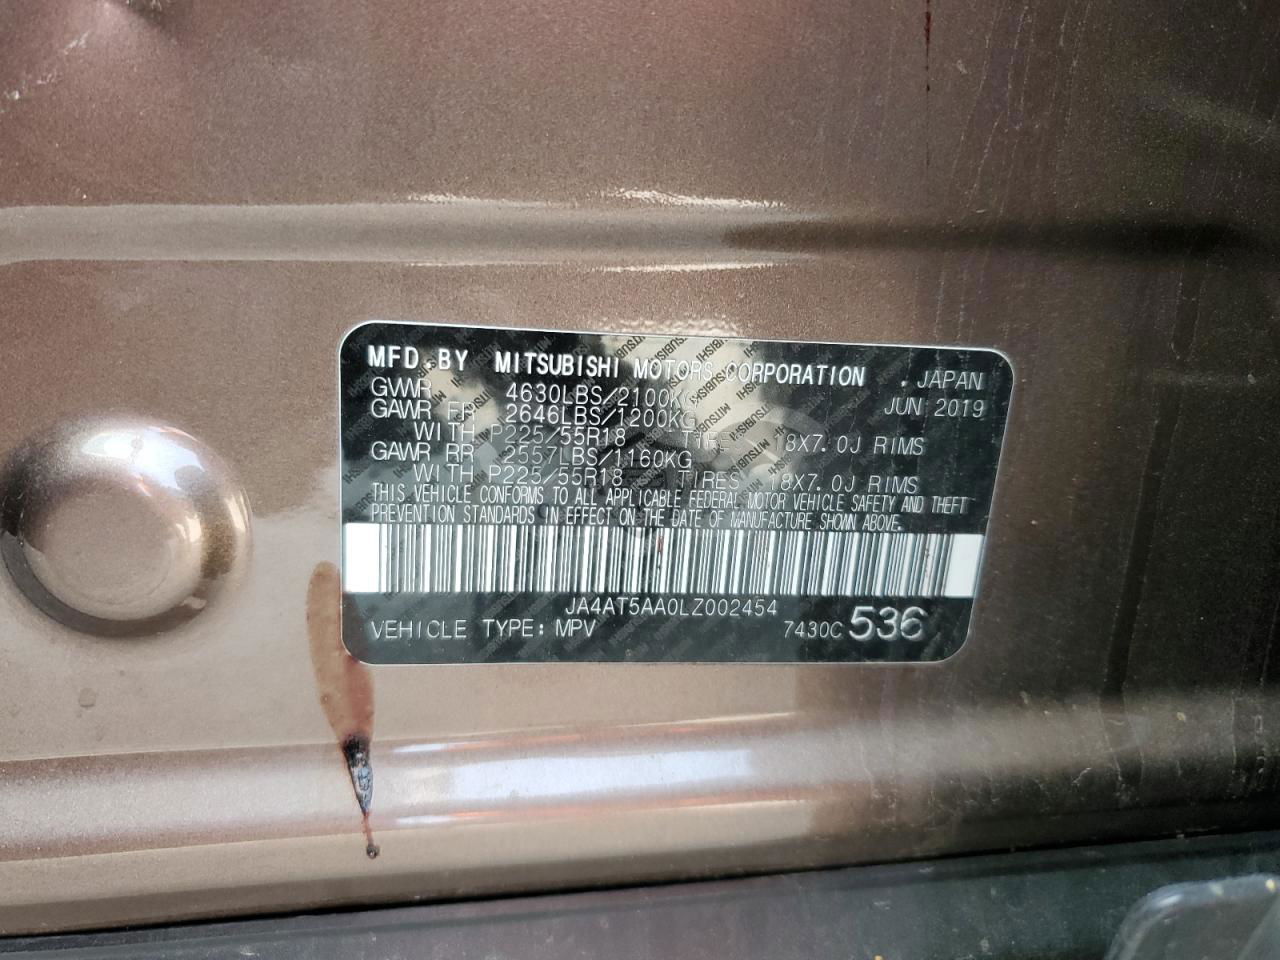 MFD.BY MITSUBISHI MOTORS CORPORATION . JAPAN
GVWR 4630LBS/2100KG JUN 2019
GAWR FR 2646LBS/1200KG
WITH P225/55R18 TIRES 18X7.0J RIMS
GAWR RR 2557LBS/1160KG
WITH P225/55R18 TIRES 18X7.0J RIMS
THIS VEHICLE CONFORMS TO ALL APPLICABLE FEDERAL MOTOR VEHICLE SAFETY AND THEFT
PREVENTION STANDARDS IN EFFECT ON THE DATE OF MANUFACTURE SHOWN ABOVE.
JA4AT5AA0LZ002454
VEHICLE TYPE: MPV 7430C 536